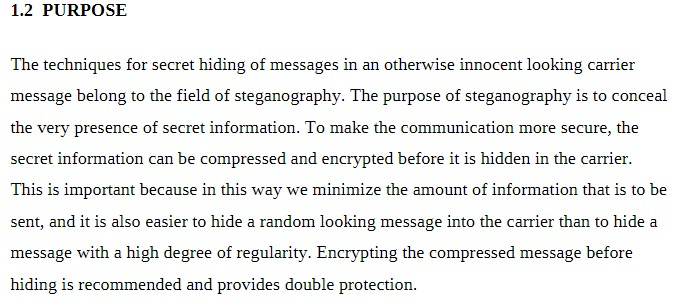 1.2 PURPOSE
The techniques for secret hiding of messages in an otherwise innocent looking carrier
message belong to the field of steganography. The purpose of steganography is to conceal
the very presence of secret information. To make the communication more secure, the
secret information can be compressed and encrypted before it is hidden in the carrier.
This is important because in this way we minimize the amount of information that is to be
sent, and it is also easier to hide a random looking message into the carrier than to hide a
message with a high degree of regularity. Encrypting the compressed message before
hiding is recommended and provides double protection.